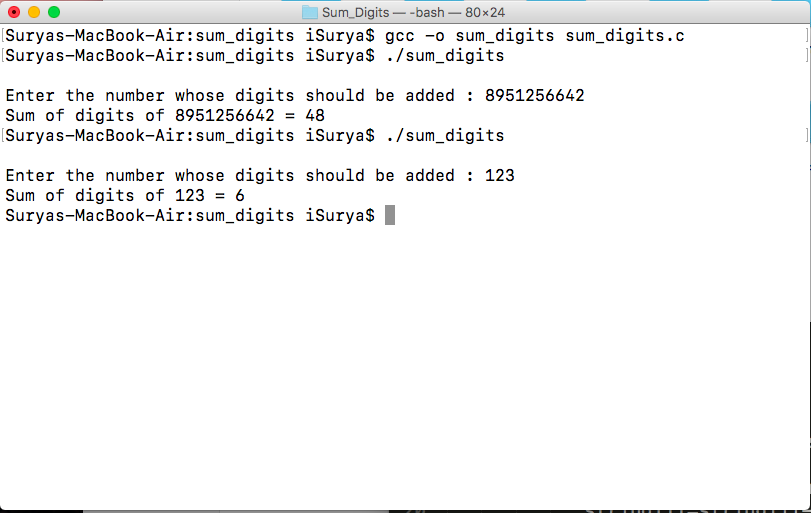 Sum_Digits — -bash — 80×24
[Suryas-MacBook-Air:sum_digits iSurya$ gcc -o sum_digits sum_digits.c ]
[Suryas-MacBook-Air:sum_digits iSurya$ ./sum_digits ]
Enter the number whose digits should be added : 8951256642
Sum of digits of 8951256642 = 48
[Suryas-MacBook-Air:sum_digits iSurya$ ./sum_digits ]
Enter the number whose digits should be added : 123
Sum of digits of 123 = 6
Suryas-MacBook-Air:sum_digits iSurya$